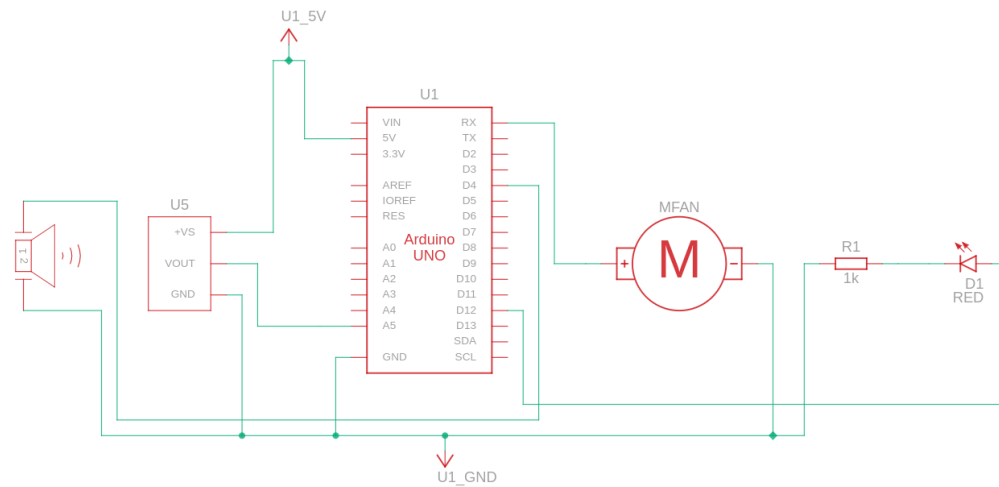 U1_5V
U1
VIN
5V
3.3V
AREF
IOREF
RES
A0
A1
A2
A3
A4
A5
GND
Arduino
UNO
RX
TX
D2
D3
D4
D5
D6
D7
D8
D9
D10
D11
D12
D13
SDA
SCL
1
2
U5
+VS
VOUT
GND
MFAN
+
M
−
R1
1k
D1
RED
U1_GND